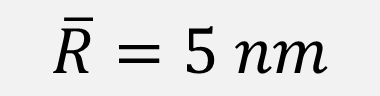 R̅ = 5 nm